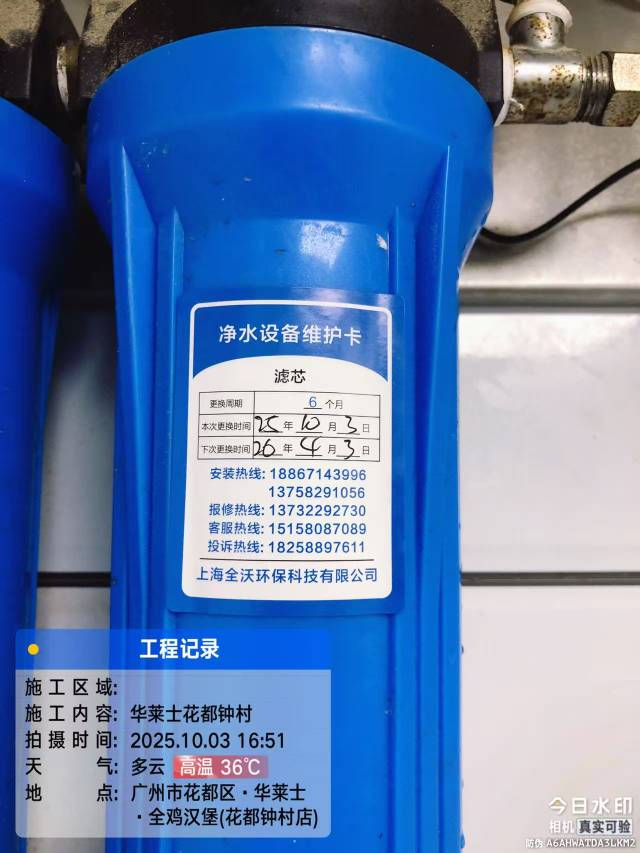 净水设备维护卡
滤芯
更换周期 6 个月
本次更换时间 25 年 10 月 3 日
下次更换时间 26 年 4 月 3 日
安装热线: 18867143996
13758291056
报修热线: 13732292730
客服热线: 15158087089
投诉热线: 18258897611
上海全沃环保科技有限公司
工程记录
施工区域:
施工内容: 华莱士花都钟村
拍摄时间: 2025.10.03 16:51
天气: 多云 高温 36℃
地点: 广州市花都区·华莱士
·全鸡汉堡(花都钟村店)
今日水印
相机 真实可验
防伪 A6AHWATDA3LKM2